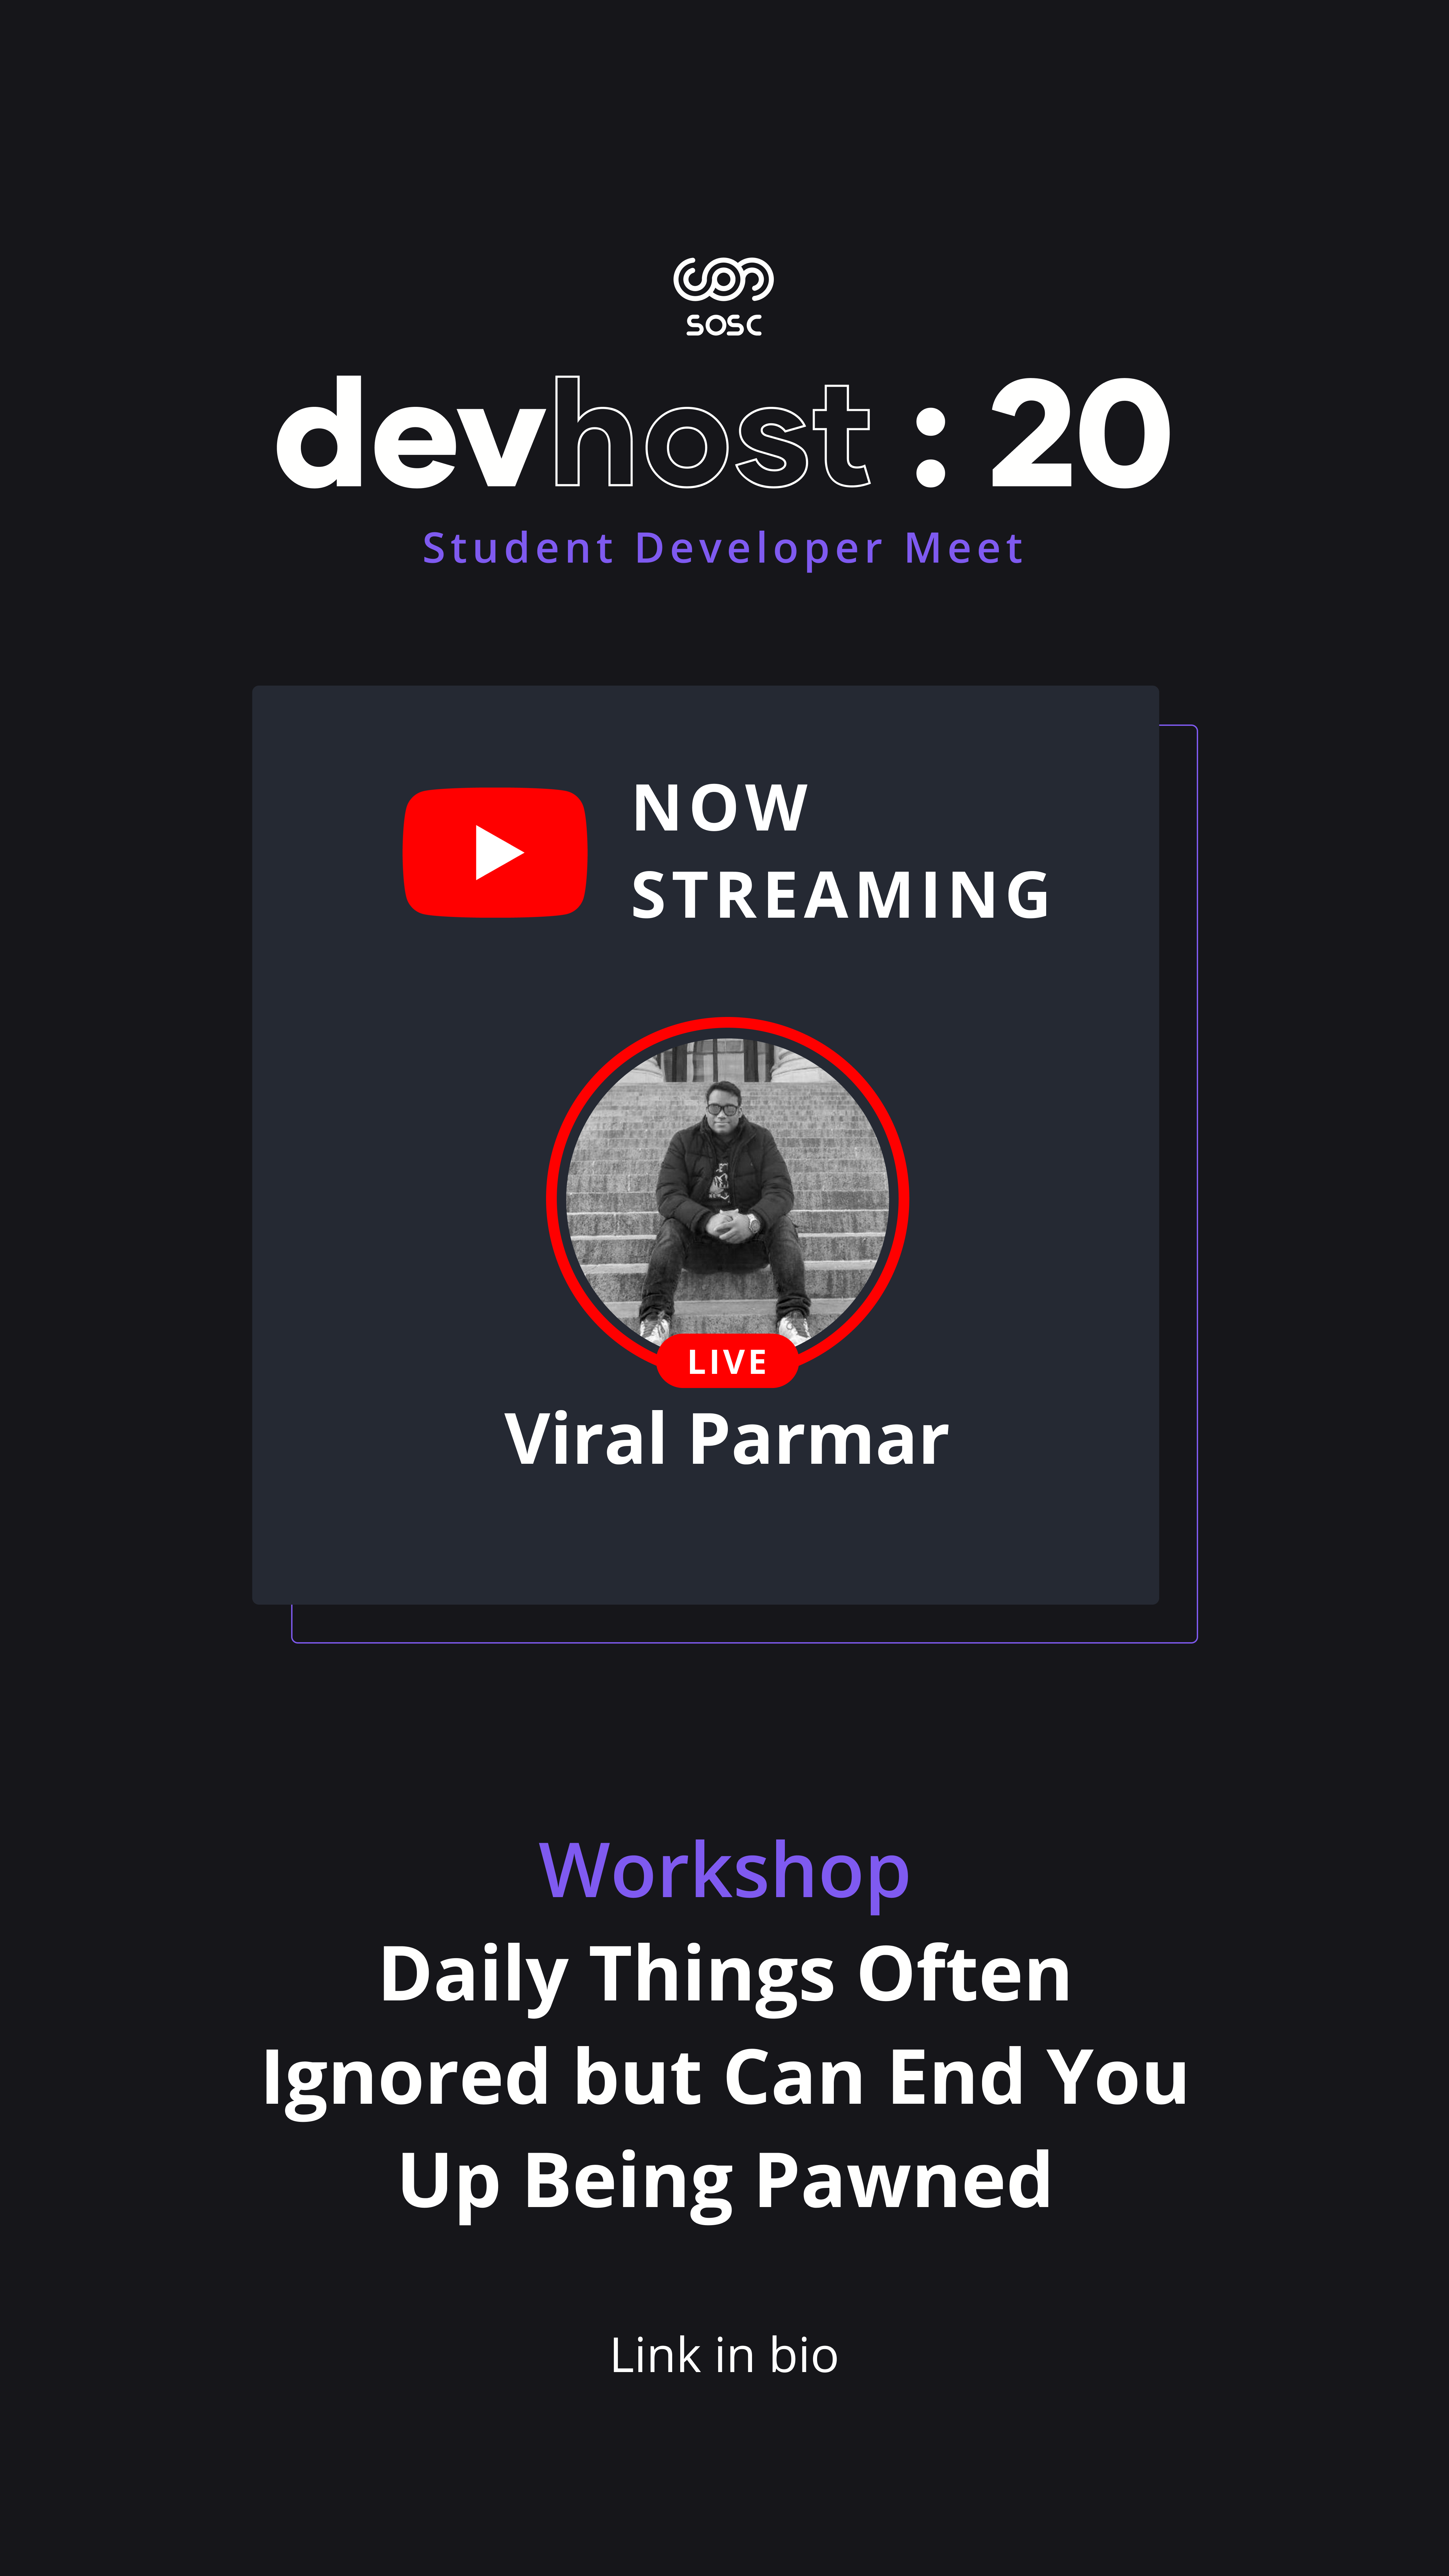 SOSC
devhost : 20
Student Developer Meet
NOW
STREAMING
LIVE
Viral Parmar
Workshop
Daily Things Often
Ignored but Can End You
Up Being Pawned
Link in bio